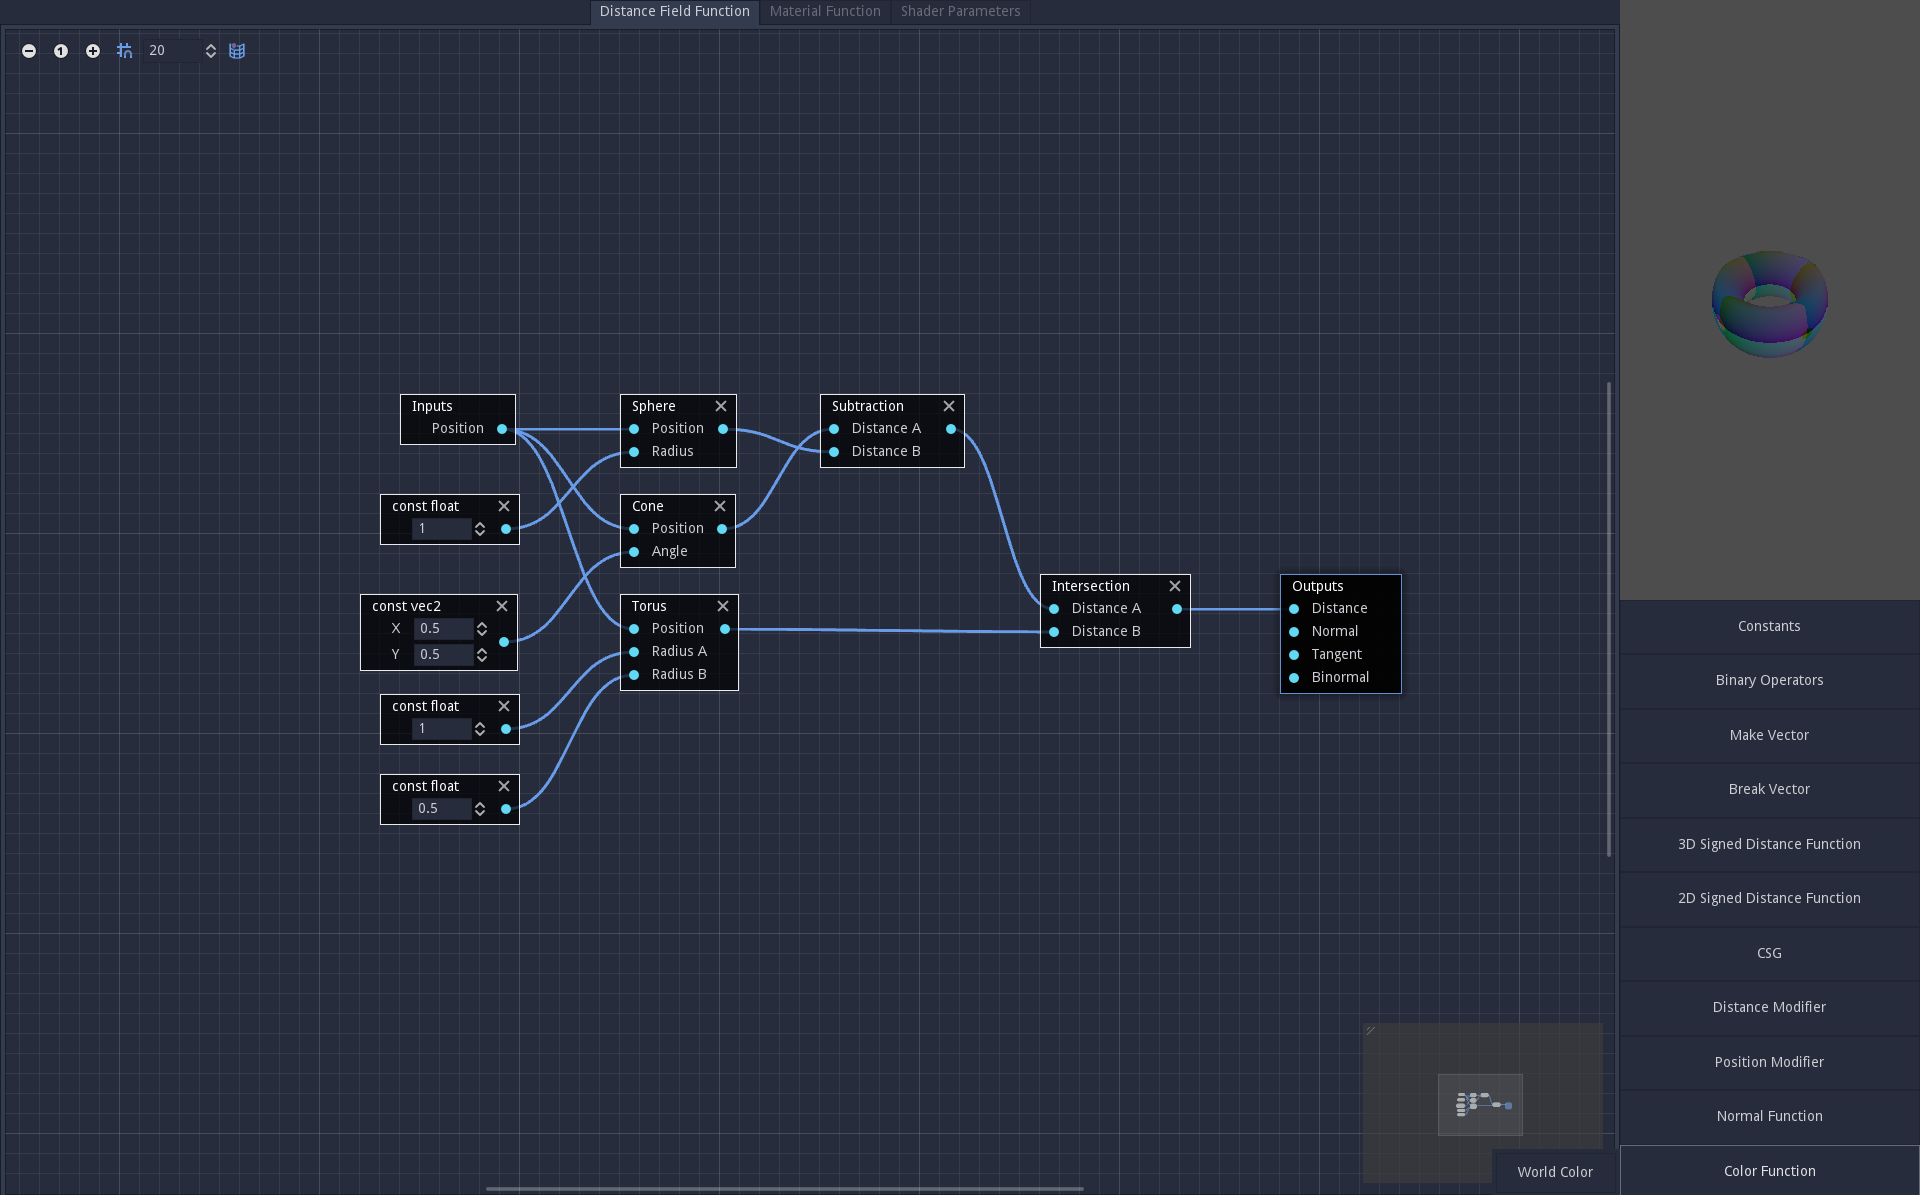 Distance Field Function
Material Function
Shader Parameters
1
20
Inputs
Position
Sphere
Position
Radius
Subtraction
Distance A
Distance B
const float
1
Cone
Position
Angle
const vec2
X 0.5
Y 0.5
Torus
Position
Radius A
Radius B
const float
1
const float
0.5
Intersection
Distance A
Distance B
Outputs
Distance
Normal
Tangent
Binormal
Constants
Binary Operators
Make Vector
Break Vector
3D Signed Distance Function
2D Signed Distance Function
CSG
Distance Modifier
Position Modifier
Normal Function
Color Function
World Color